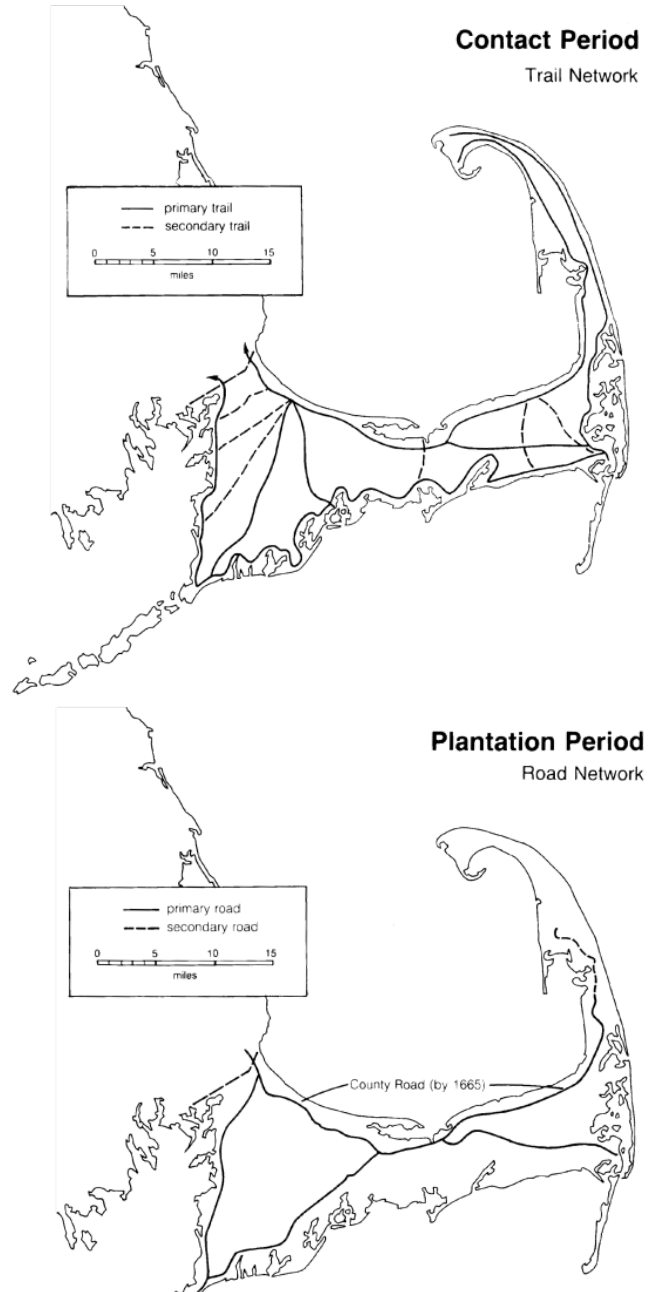 Contact Period
Trail Network
primary trail
secondary trail
0 5 10 15
miles
Plantation Period
Road Network
primary road
secondary road
0 5 10 15
miles
County Road (by 1665)